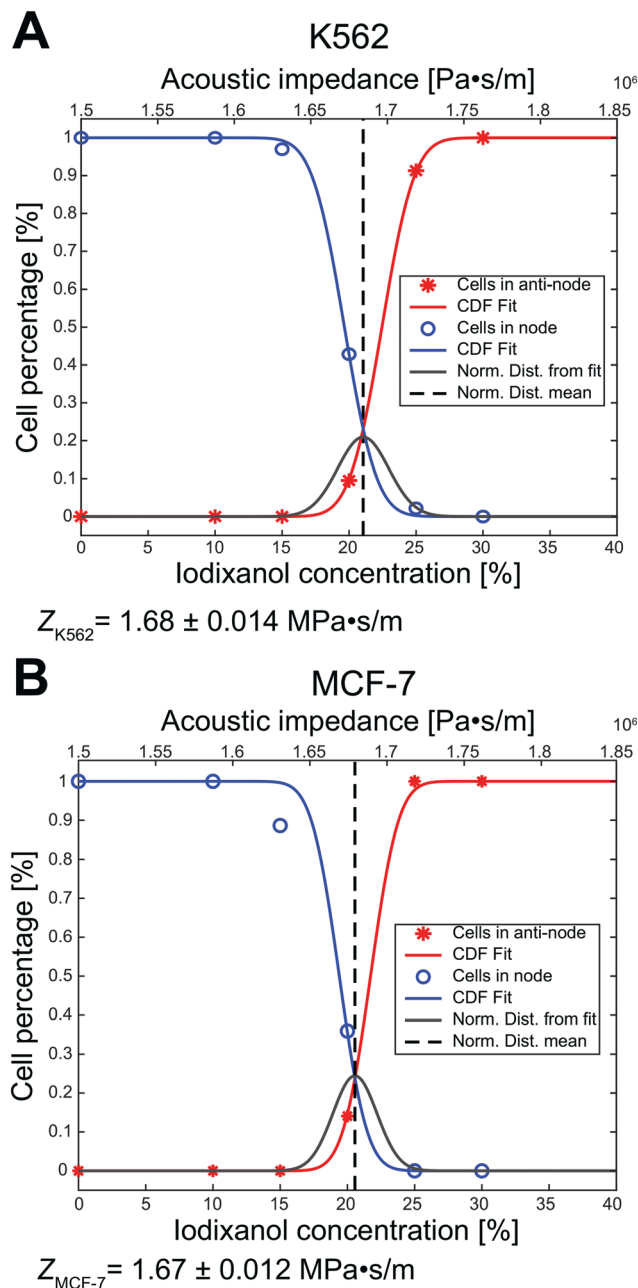 A
K562
Acoustic impedance [Pa•s/m]
10⁶
1.5 1.55 1.6 1.65 1.7 1.75 1.8 1.85
1
0.9
0.8
0.7
0.6
0.5
0.4
0.3
0.2
0.1
0
Cell percentage [%]
Cells in anti-node
CDF Fit
Cells in node
CDF Fit
Norm. Dist. from fit
Norm. Dist. mean
0 5 10 15 20 25 30 35 40
Iodixanol concentration [%]
Z K562 = 1.68 ± 0.014 MPa•s/m
B
MCF-7
Acoustic impedance [Pa•s/m]
10⁶
1.5 1.55 1.6 1.65 1.7 1.75 1.8 1.85
1
0.9
0.8
0.7
0.6
0.5
0.4
0.3
0.2
0.1
0
Cell percentage [%]
Cells in anti-node
CDF Fit
Cells in node
CDF Fit
Norm. Dist. from fit
Norm. Dist. mean
0 5 10 15 20 25 30 35 40
Iodixanol concentration [%]
Z MCF-7 = 1.67 ± 0.012 MPa•s/m